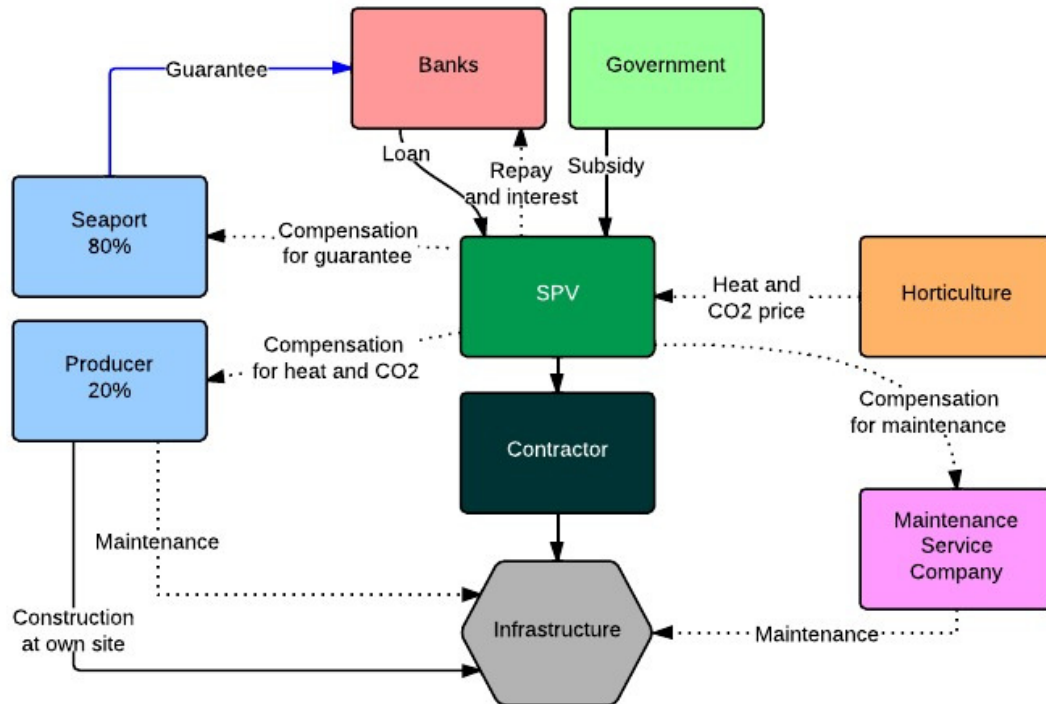 Banks
Government
Guarantee
Loan
Repay
and interest
Subsidy
Seaport
80%
Compensation
for guarantee
SPV
Heat and
CO2 price
Horticulture
Producer
20%
Compensation
for heat and CO2
Compensation
for maintenance
Contractor
Maintenance
Service
Company
Maintenance
Construction
at own site
Infrastructure
Maintenance